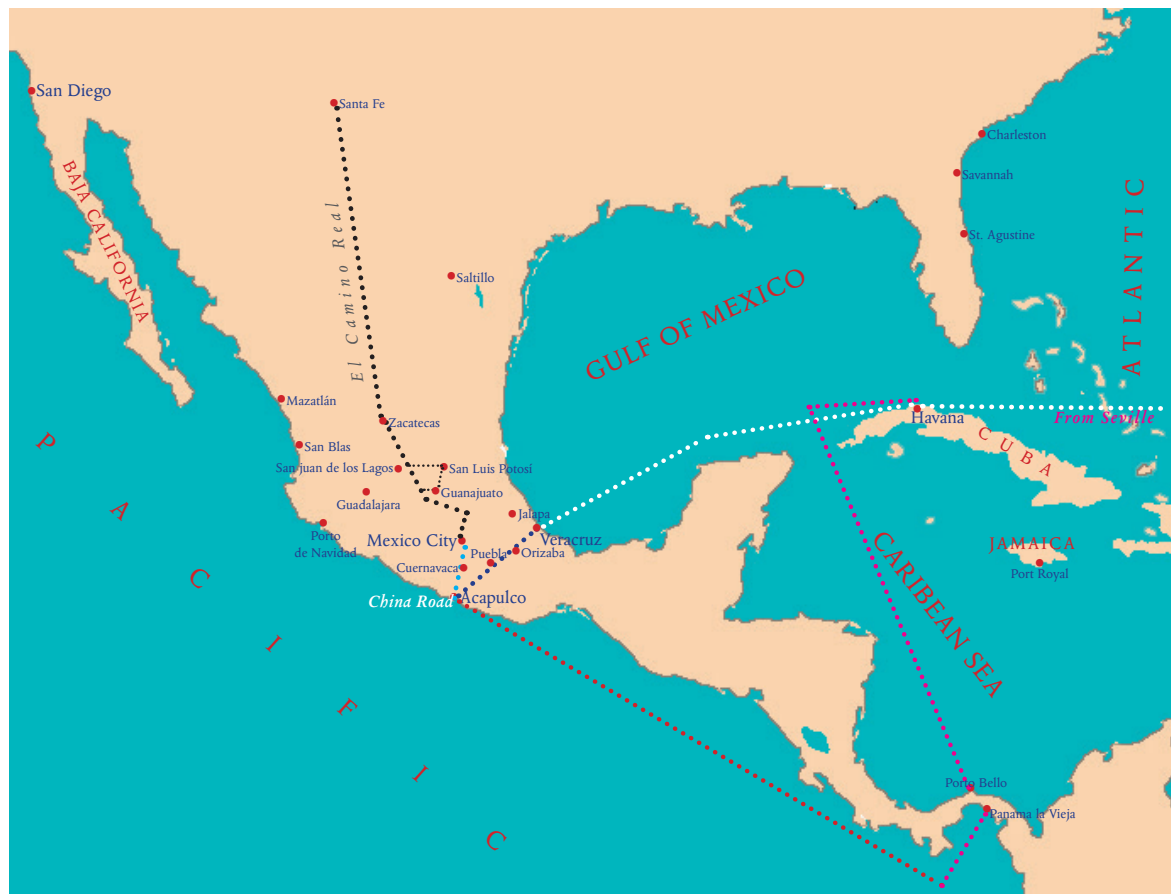 San Diego
Santa Fe
Charleston
Savannah
St. Agustine
BAJA CALIFORNIA
El Camino Real
Saltillo
GULF OF MEXICO
ATLANTIC
Mazatlán
Zacatecas
Havana
From Seville
CUBA
San Blas
San juan de los Lagos
San Luis Potosí
Guadalajara
Guanajuato
Jalapa
Porto
de Navidad
Mexico City
Veracruz
Puebla
Orizaba
Cuernavaca
China Road
Acapulco
JAMAICA
Port Royal
CARIBEAN SEA
PACIFIC
Porto Bello
Panama la Vieja